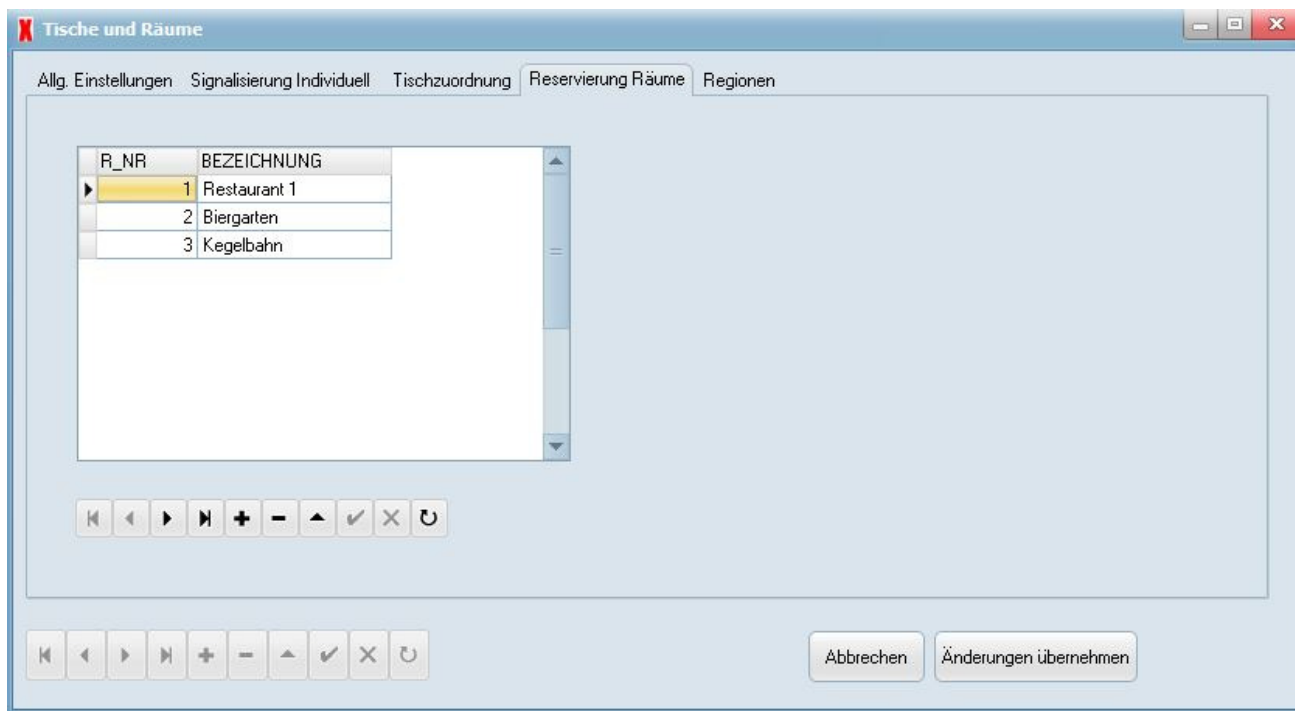 Tische und Räume
Allg. Einstellungen Signalisierung Individuell Tischzuordnung Reservierung Räume Regionen
R_NR BEZEICHNUNG
1 Restaurant 1
2 Biergarten
3 Kegelbahn
Abbrechen Änderungen übernehmen